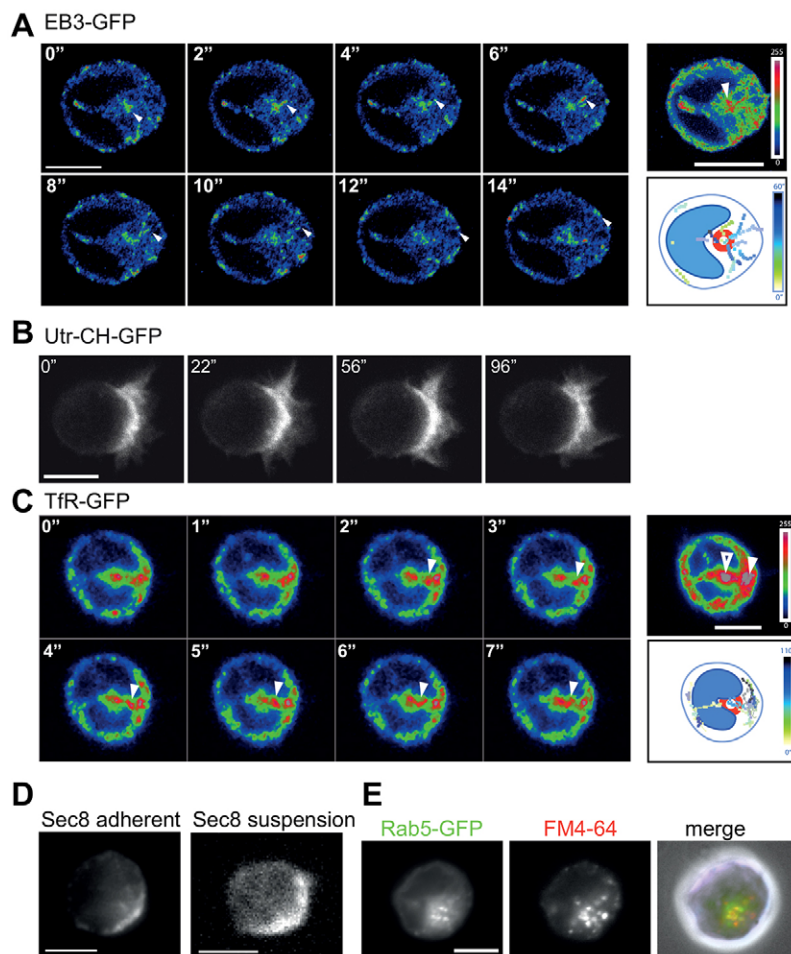 A EB3-GFP
0” 2” 4” 6”
255
0
8” 10” 12” 14”
60”
0”
B Utr-CH-GFP
0” 22” 56” 96”
C TfR-GFP
0” 1” 2” 3”
255
0
4” 5” 6” 7”
110”
0”
D E
Sec8 adherent Sec8 suspension Rab5-GFP FM4-64 merge